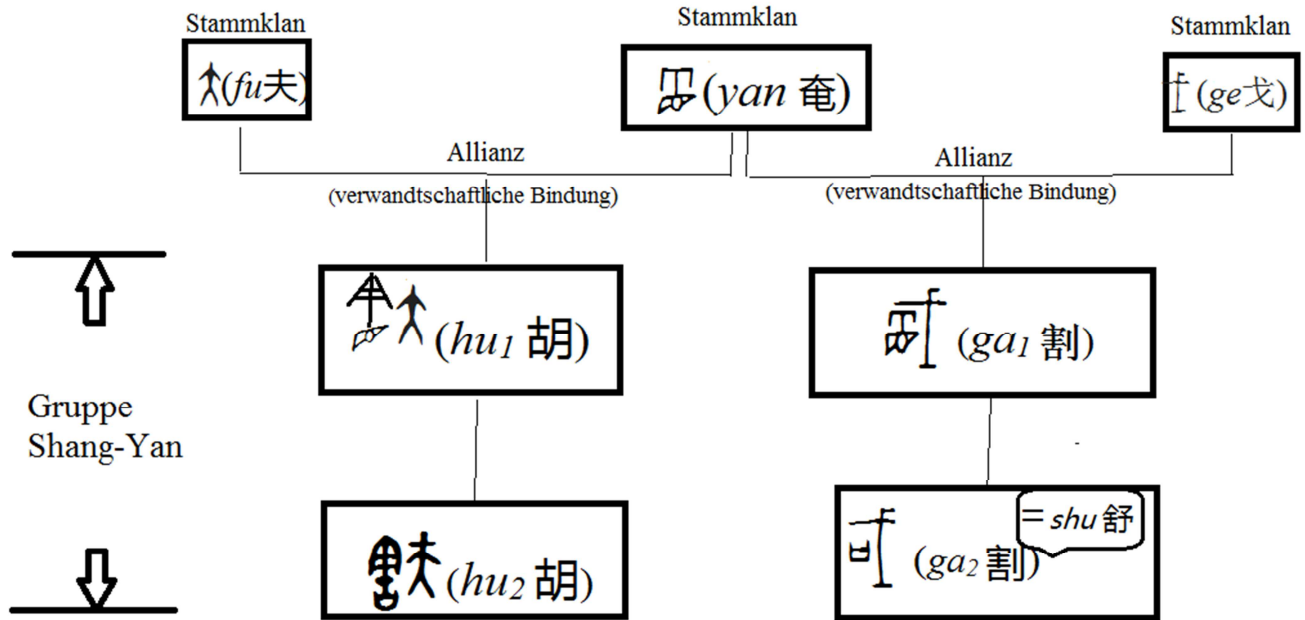 Stammklan
Stammklan
Stammklan
(fu夫)
(yan 奄)
(ge戈)
Allianz
(verwandtschaftliche Bindung)
Allianz
(verwandtschaftliche Bindung)
(hu1 胡)
(ga1 割)
Gruppe
Shang-Yan
(hu2 胡)
(ga2 割)
= shu 舒